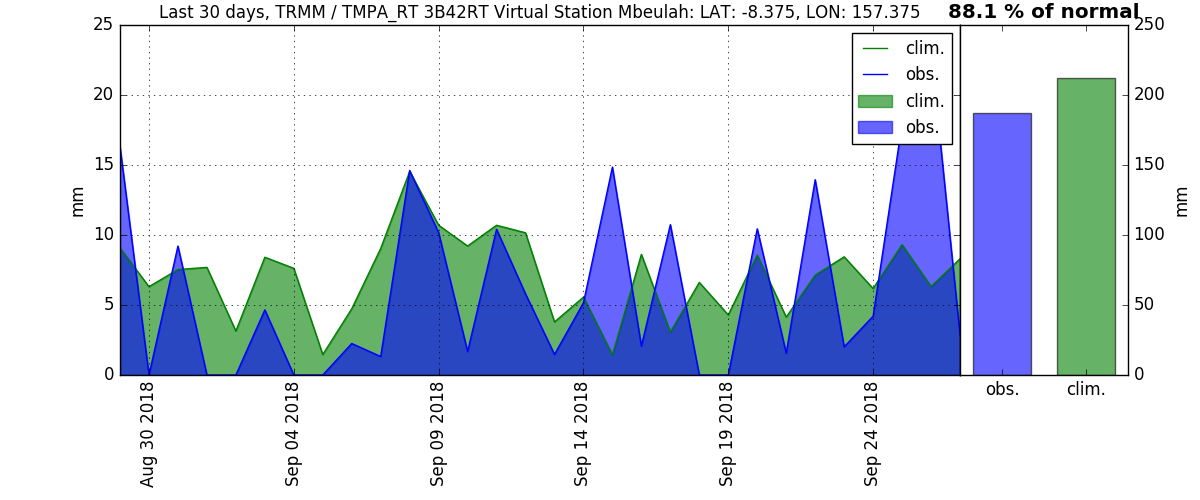 Last 30 days, TRMM / TMPA_RT 3B42RT Virtual Station Mbeulah: LAT: -8.375, LON: 157.375
88.1 % of normal
25
20
15
10
5
0
mm
clim.
obs.
clim.
obs.
250
200
150
100
50
0
mm
obs.
clim.
Aug 30 2018
Sep 04 2018
Sep 09 2018
Sep 14 2018
Sep 19 2018
Sep 24 2018